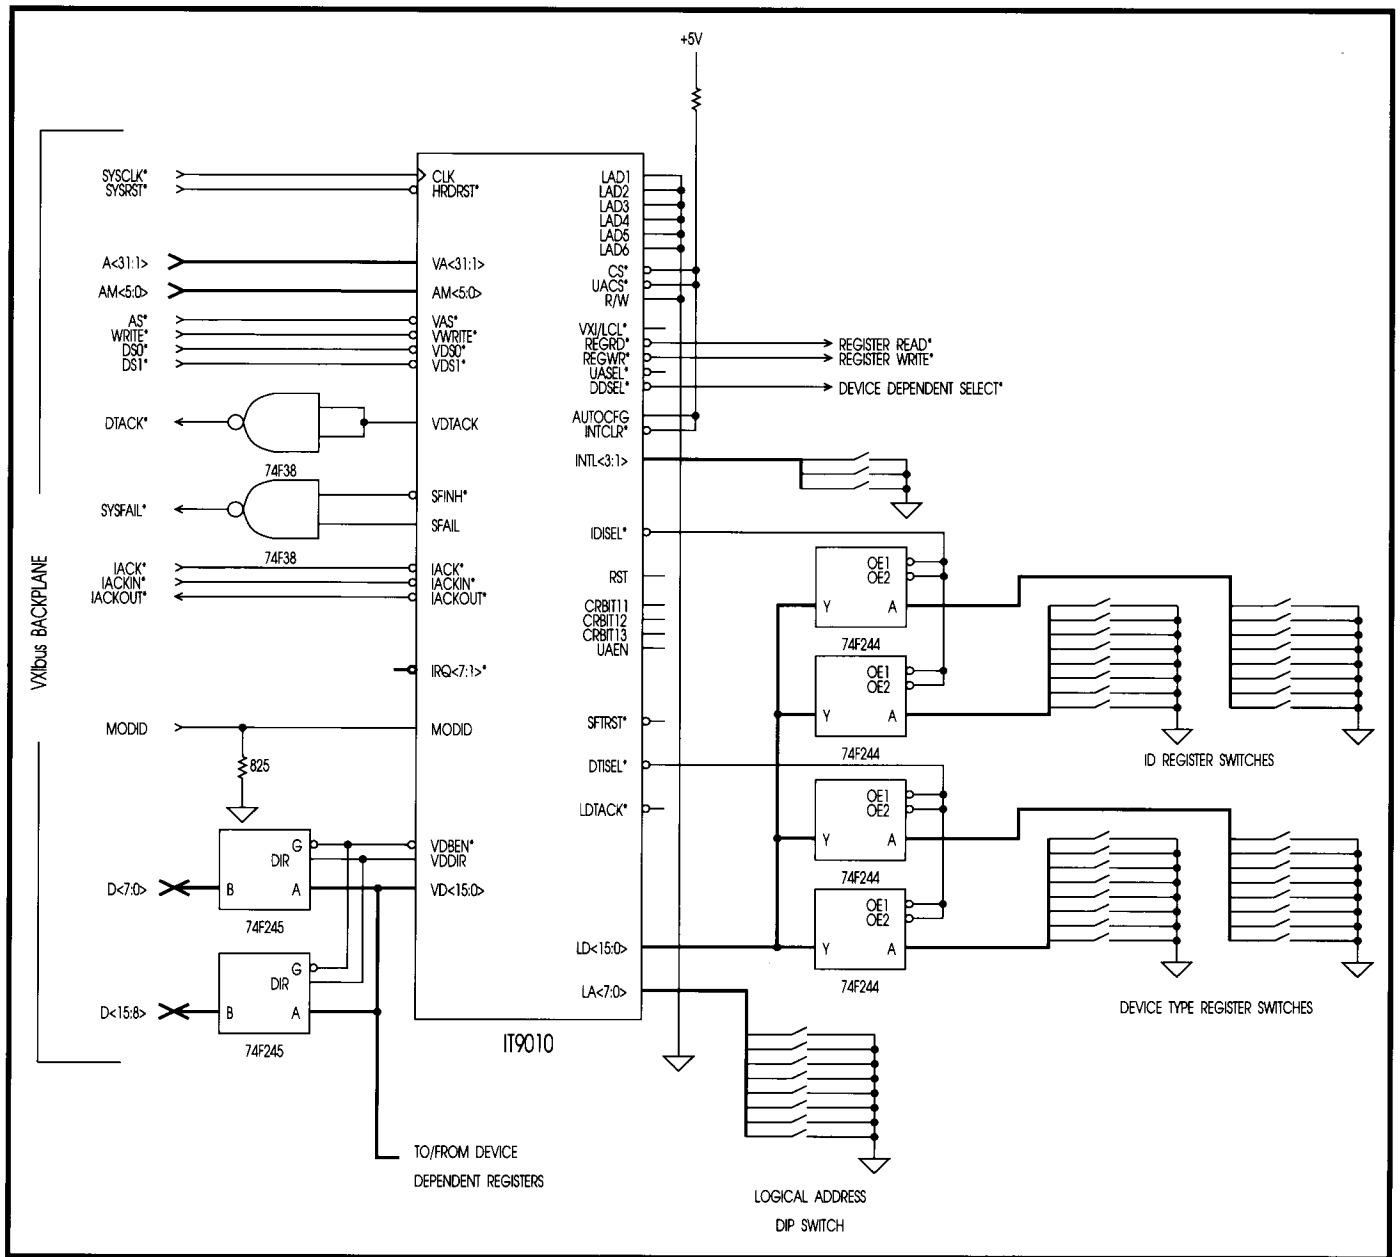 +5V
VXIbus BACKPLANE
SYSCLK*
SYSRST*
A<31:1>
AM<5:0>
AS*
WRITE*
DS0*
DS1*
DTACK*
74F38
SYSFAIL*
74F38
IACK*
IACKIN*
IACKOUT*
MODID
825
D<7:0>
G
DIR
B A
74F245
D<15:8>
G
DIR
B A
74F245
TO/FROM DEVICE
DEPENDENT REGISTERS
CLK
HRDRST*
VA<31:1>
AM<5:0>
VAS*
VWRITE*
VDS0*
VDS1*
VDTACK
SFINH*
SFAIL
IACK*
IACKIN*
IACKOUT*
IRQ<7:1>*
MODID
VDBEN*
VDDIR
VD<15:0>
LAD1
LAD2
LAD3
LAD4
LAD5
LAD6
CS*
UACS*
R/W
VXI/LCL*
REGRD*
REGWR*
UASEL*
DDSEL*
AUTOCFG
INTCLR*
INTL<3:1>
IDISEL*
RST
CRBIT11
CRBIT12
CRBIT13
UAEN
SFTRST*
DTISEL*
LDTACK*
LD<15:0>
LA<7:0>
IT9010
REGISTER READ*
REGISTER WRITE*
DEVICE DEPENDENT SELECT*
OE1
OE2
Y A
74F244
OE1
OE2
Y A
74F244
ID REGISTER SWITCHES
OE1
OE2
Y A
74F244
OE1
OE2
Y A
74F244
DEVICE TYPE REGISTER SWITCHES
LOGICAL ADDRESS
DIP SWITCH